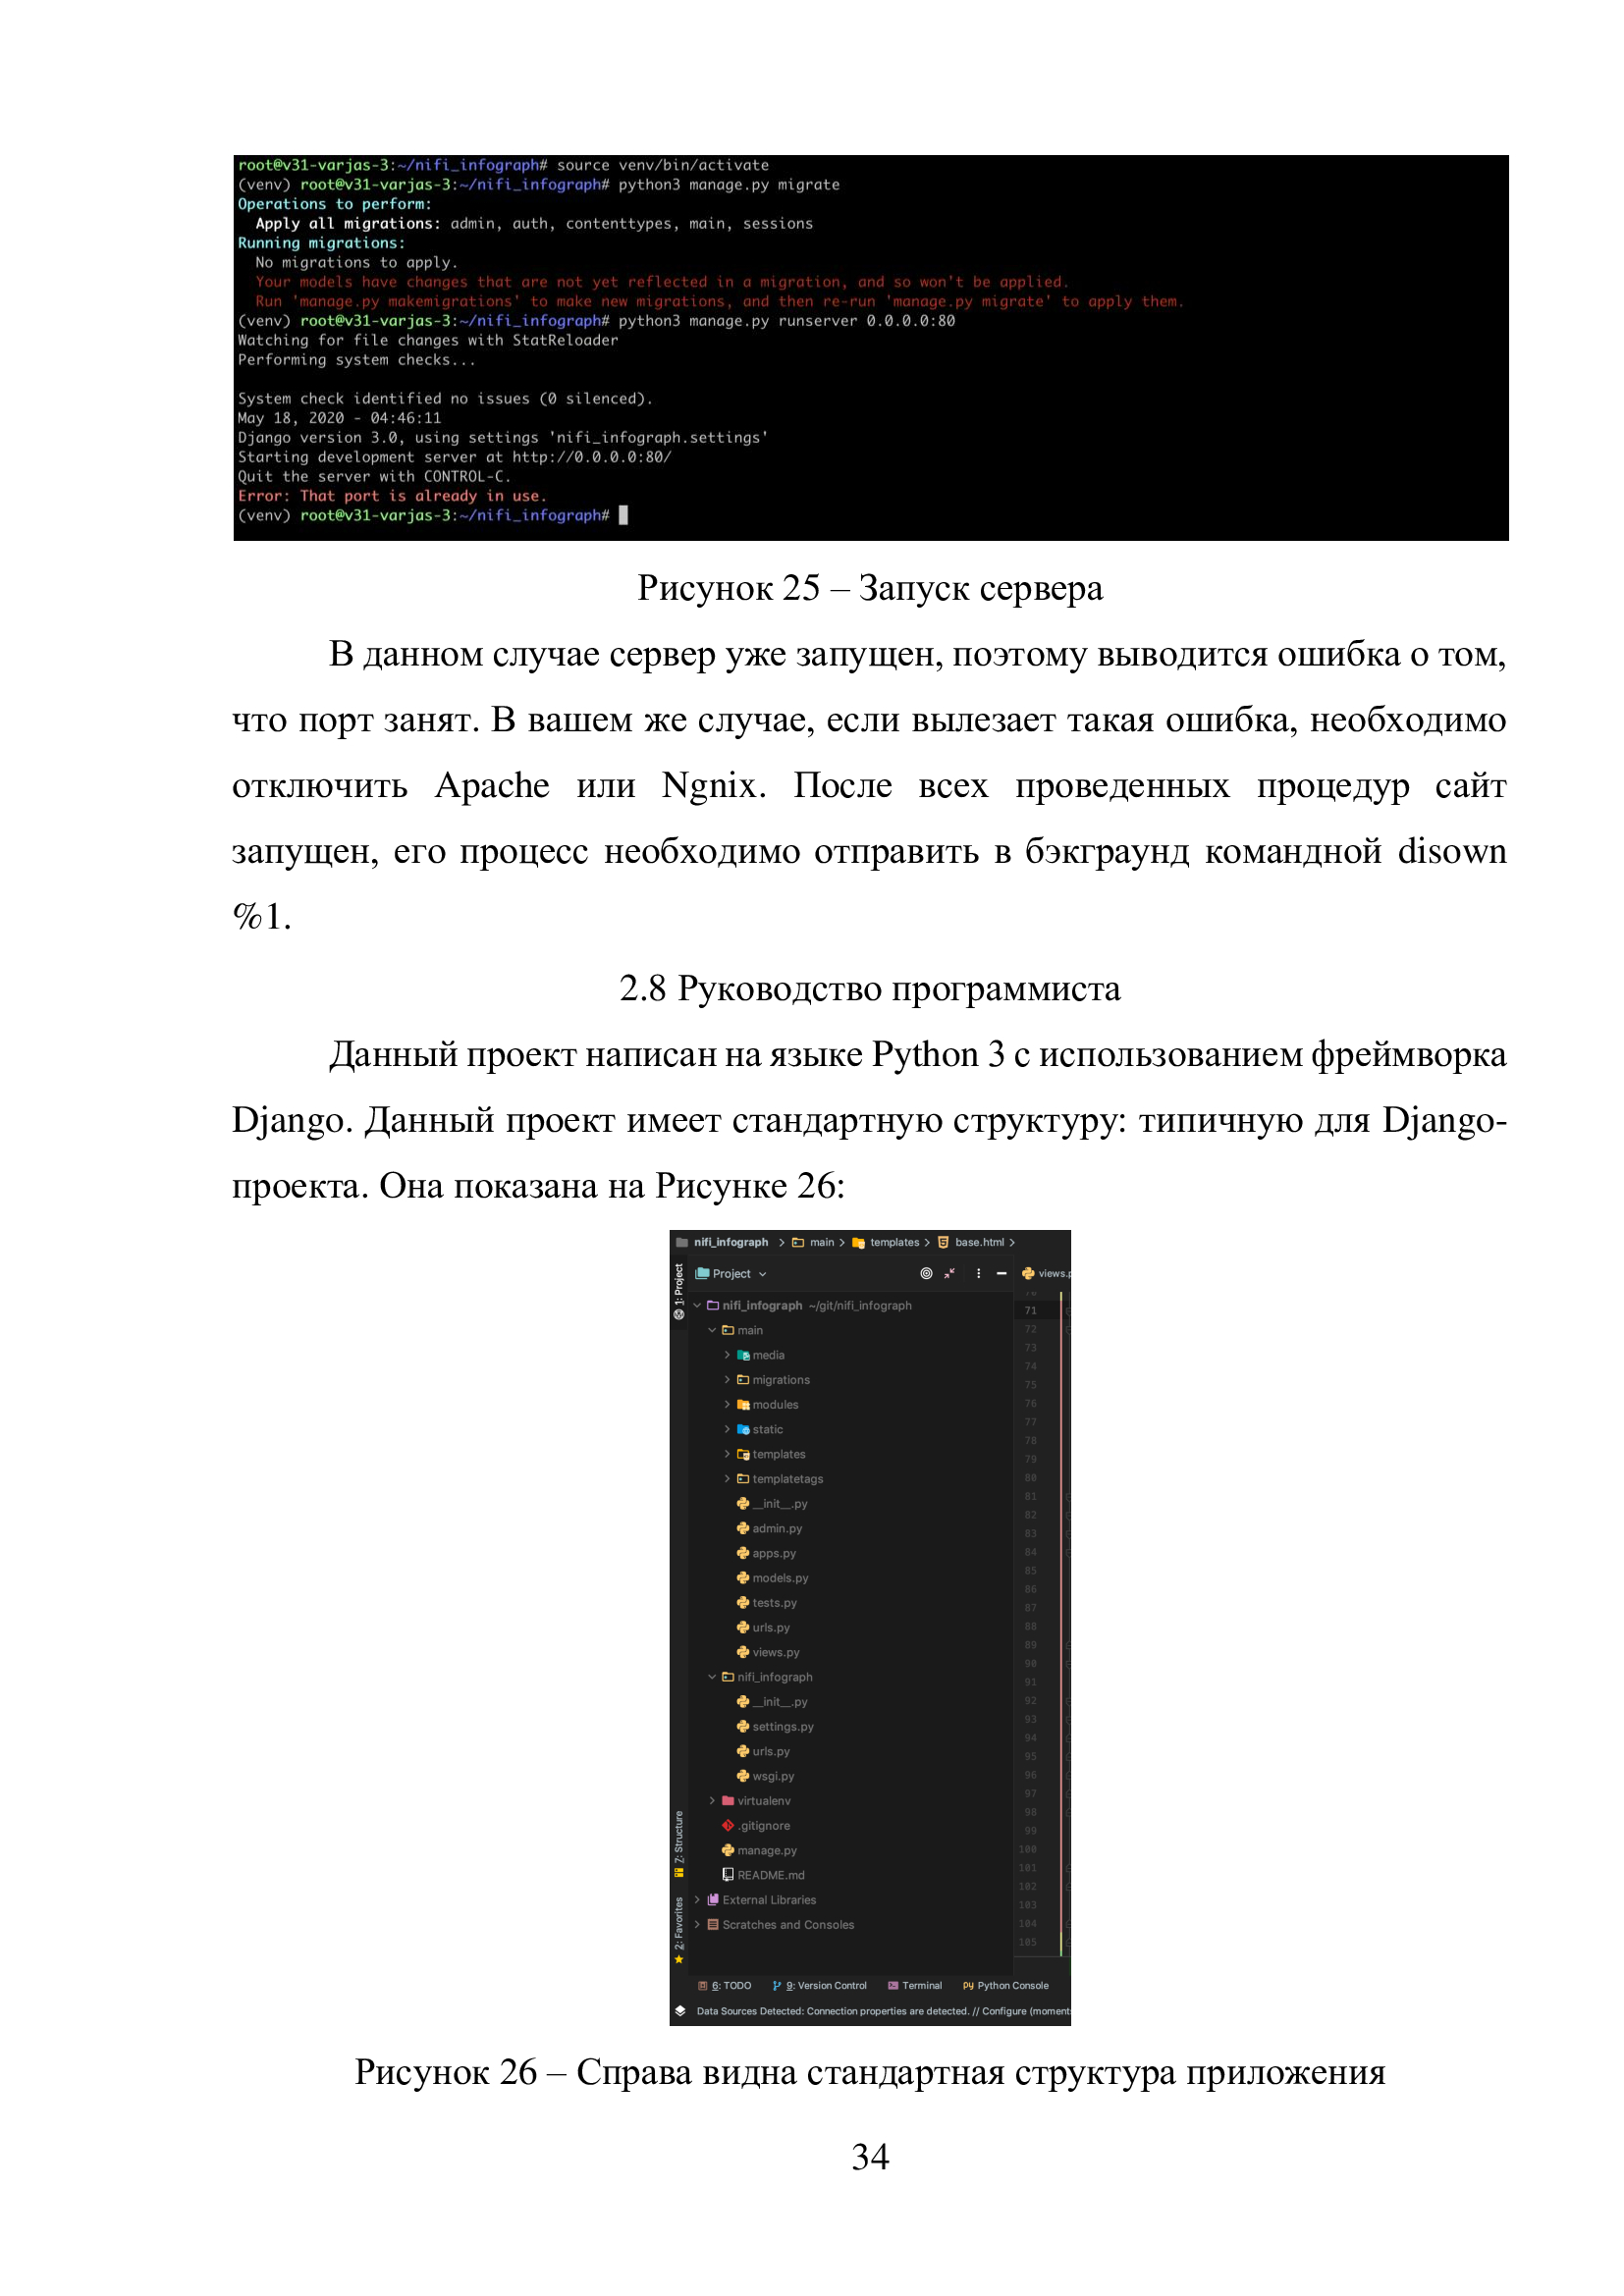 root@v31-varjas-3:~/nifi_infograph# source venv/bin/activate
(venv) root@v31-varjas-3:~/nifi_infograph# python3 manage.py migrate
Operations to perform:
Apply all migrations: admin, auth, contenttypes, main, sessions
Running migrations:
No migrations to apply.
Your models have changes that are not yet reflected in a migration, and so won't be applied.
Run 'manage.py makemigrations' to make new migrations, and then re-run 'manage.py migrate' to apply them.
(venv) root@v31-varjas-3:~/nifi_infograph# python3 manage.py runserver 0.0.0.0:80
Watching for file changes with StatReloader
Performing system checks...
System check identified no issues (0 silenced).
May 18, 2020 - 04:46:11
Django version 3.0, using settings 'nifi_infograph.settings'
Starting development server at http://0.0.0.0:80/
Quit the server with CONTROL-C.
Error: That port is already in use.
(venv) root@v31-varjas-3:~/nifi_infograph#
Рисунок 25 – Запуск сервера
В данном случае сервер уже запущен, поэтому выводится ошибка о том,
что порт занят. В вашем же случае, если вылезает такая ошибка, необходимо
отключить Apache или Ngnix. После всех проведенных процедур сайт
запущен, его процесс необходимо отправить в бэкграунд командной disown
%1.
2.8 Руководство программиста
Данный проект написан на языке Python 3 с использованием фреймворка
Django. Данный проект имеет стандартную структуру: типичную для Django-
проекта. Она показана на Рисунке 26:
nifi_infograph > main > templates > base.html >
1: Project
Project
views.p
nifi_infograph ~/git/nifi_infograph
main
media
migrations
modules
static
templates
templatetags
__init__.py
admin.py
apps.py
models.py
tests.py
urls.py
views.py
nifi_infograph
__init__.py
settings.py
urls.py
wsgi.py
virtualenv
.gitignore
manage.py
README.md
External Libraries
Scratches and Consoles
71
72
73
74
75
76
77
78
79
80
81
82
83
84
85
86
87
88
89
90
91
92
93
94
95
96
97
98
99
100
101
102
103
104
105
7: Structure
2: Favorites
6: TODO 9: Version Control Terminal Python Console
Data Sources Detected: Connection properties are detected. // Configure (moment
Рисунок 26 – Справа видна стандартная структура приложения
34